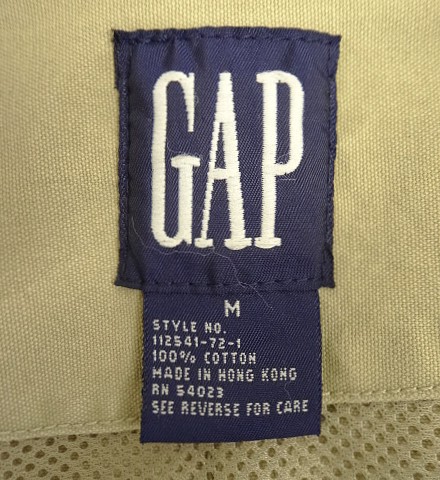 GAP
M
STYLE NO.
112541-72-1
100% COTTON
MADE IN HONG KONG
RN 54023
SEE REVERSE FOR CARE